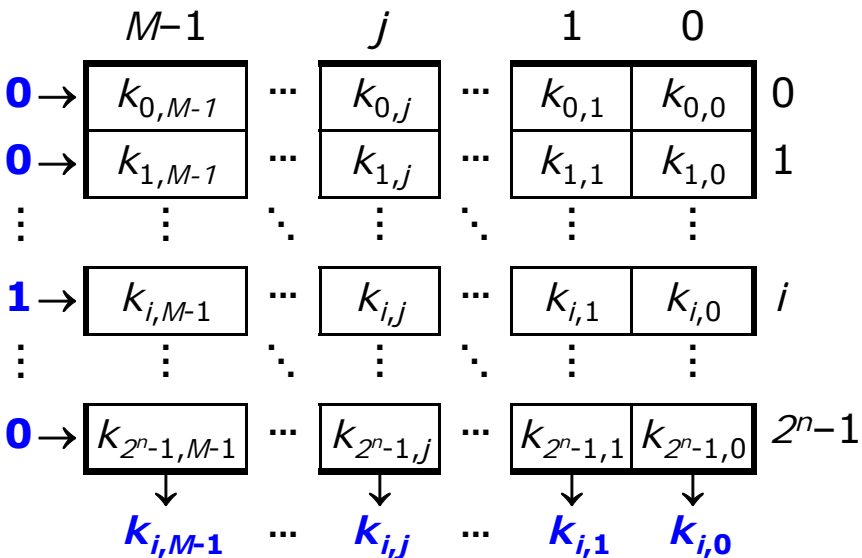 M−1 j 1 0
0 → k0,M-1 ··· k0,j ··· k0,1 k0,0 0
0 → k1,M-1 ··· k1,j ··· k1,1 k1,0 1
⋮ ⋮ ⋱ ⋮ ⋱ ⋮ ⋮
1 → ki,M-1 ··· ki,j ··· ki,1 ki,0 i
⋮ ⋮ ⋱ ⋮ ⋱ ⋮ ⋮
0 → k2ⁿ-1,M-1 ··· k2ⁿ-1,j ··· k2ⁿ-1,1 k2ⁿ-1,0 2ⁿ−1
↓ ↓ ↓ ↓
ki,M-1 ··· ki,j ··· ki,1 ki,0